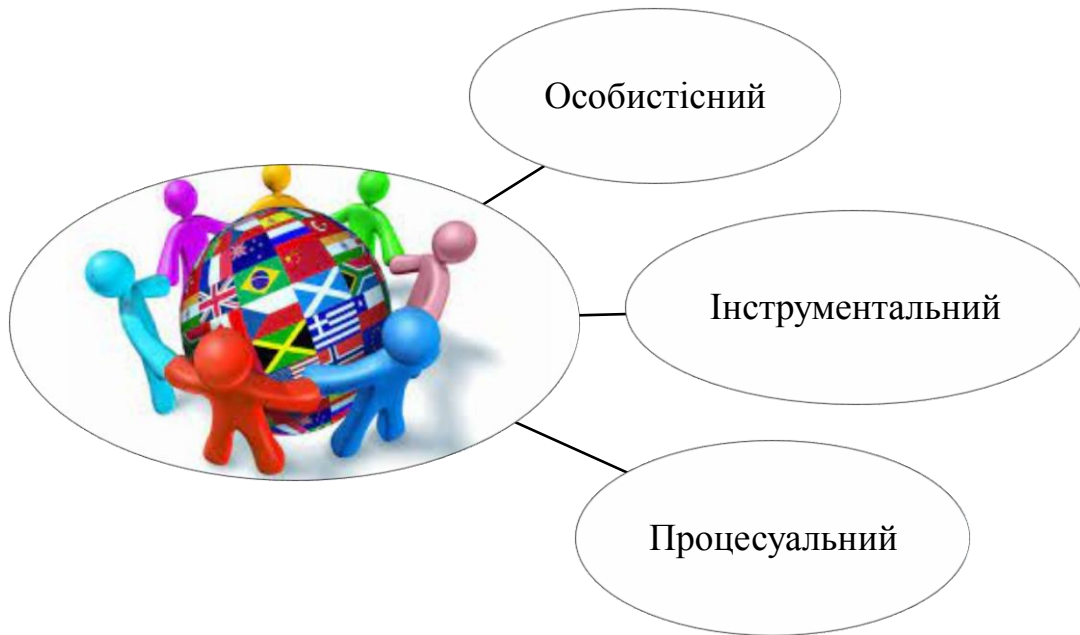 Особистісний
Інструментальний
Процесуальний